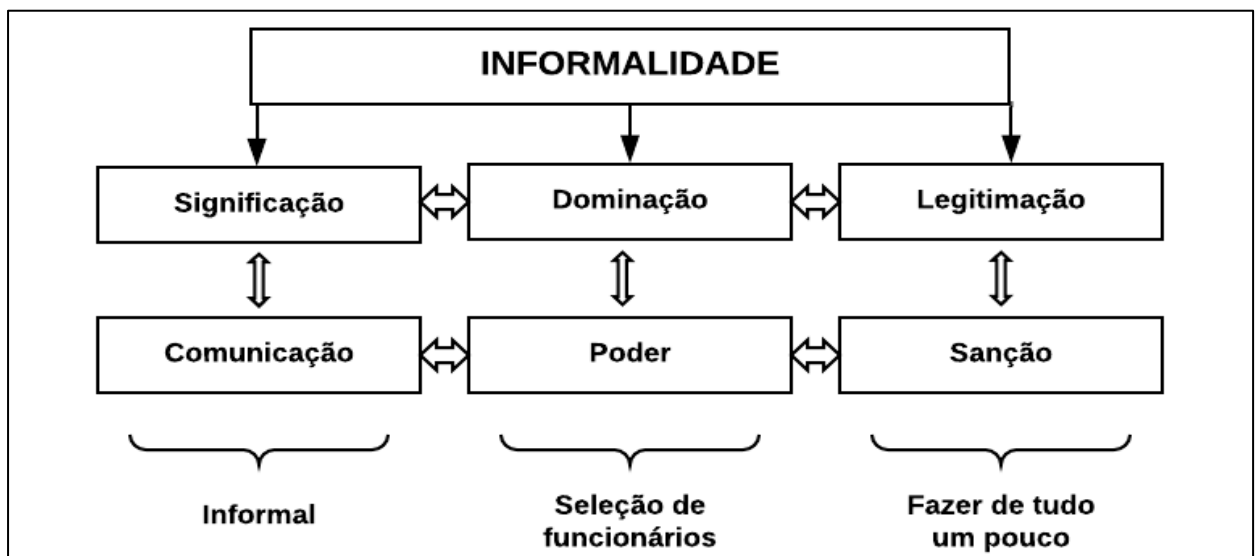 INFORMALIDADE
Significação
Dominação
Legitimação
Comunicação
Poder
Sanção
Informal
Seleção de
funcionários
Fazer de tudo
um pouco